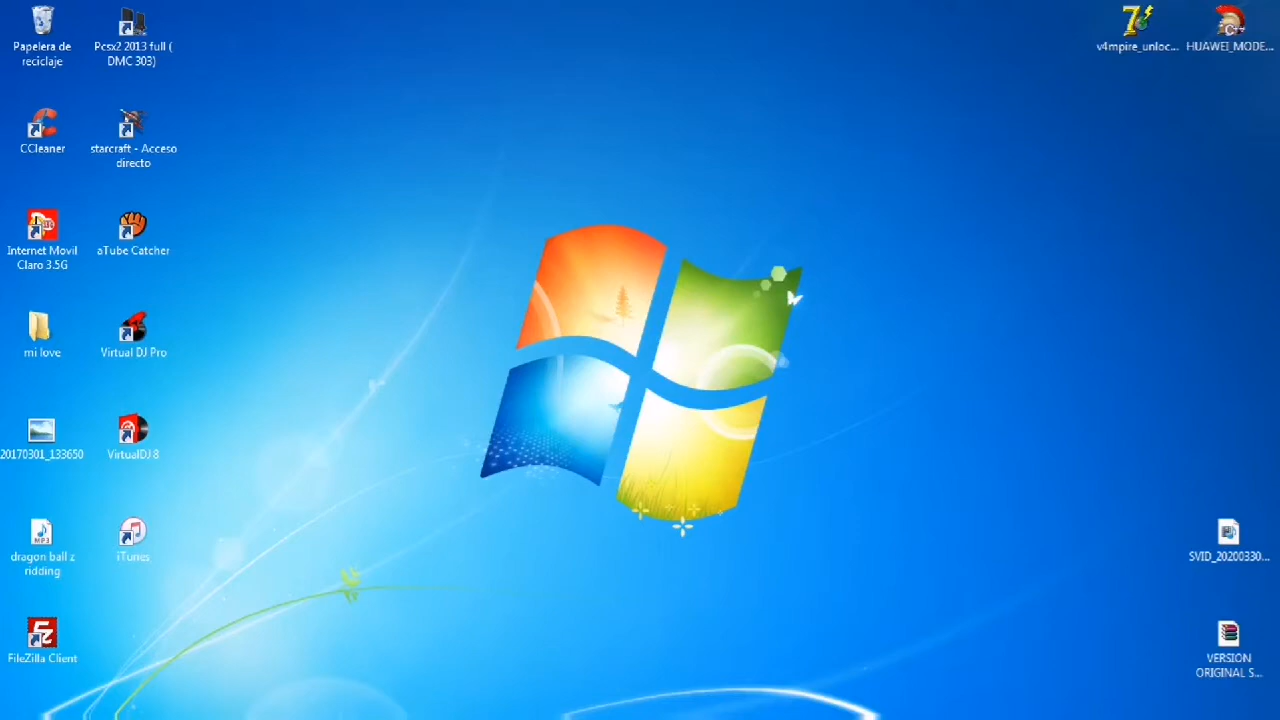 Papelera de
reciclaje
Pcsx2 2013 full (
DMC 303)
v4mpire_unloc...
HUAWEI_MODE...
CCleaner
starcraft - Acceso
directo
Internet Movil
Claro 3.5G
aTube Catcher
mi love
Virtual DJ Pro
20170301_133650
VirtualDJ 8
dragon ball z
ridding
MP3
iTunes
SVID_20200330...
FileZilla Client
VERSION
ORIGINAL S...